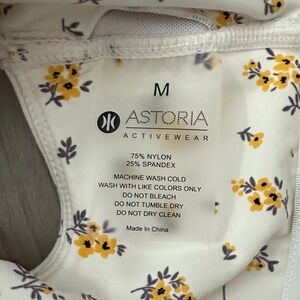 M
ASTORIA
ACTIVEWEAR
75% NYLON
25% SPANDEX
MACHINE WASH COLD
WASH WITH LIKE COLORS ONLY
DO NOT BLEACH
DO NOT TUMBLE DRY
DO NOT DRY CLEAN
Made In China